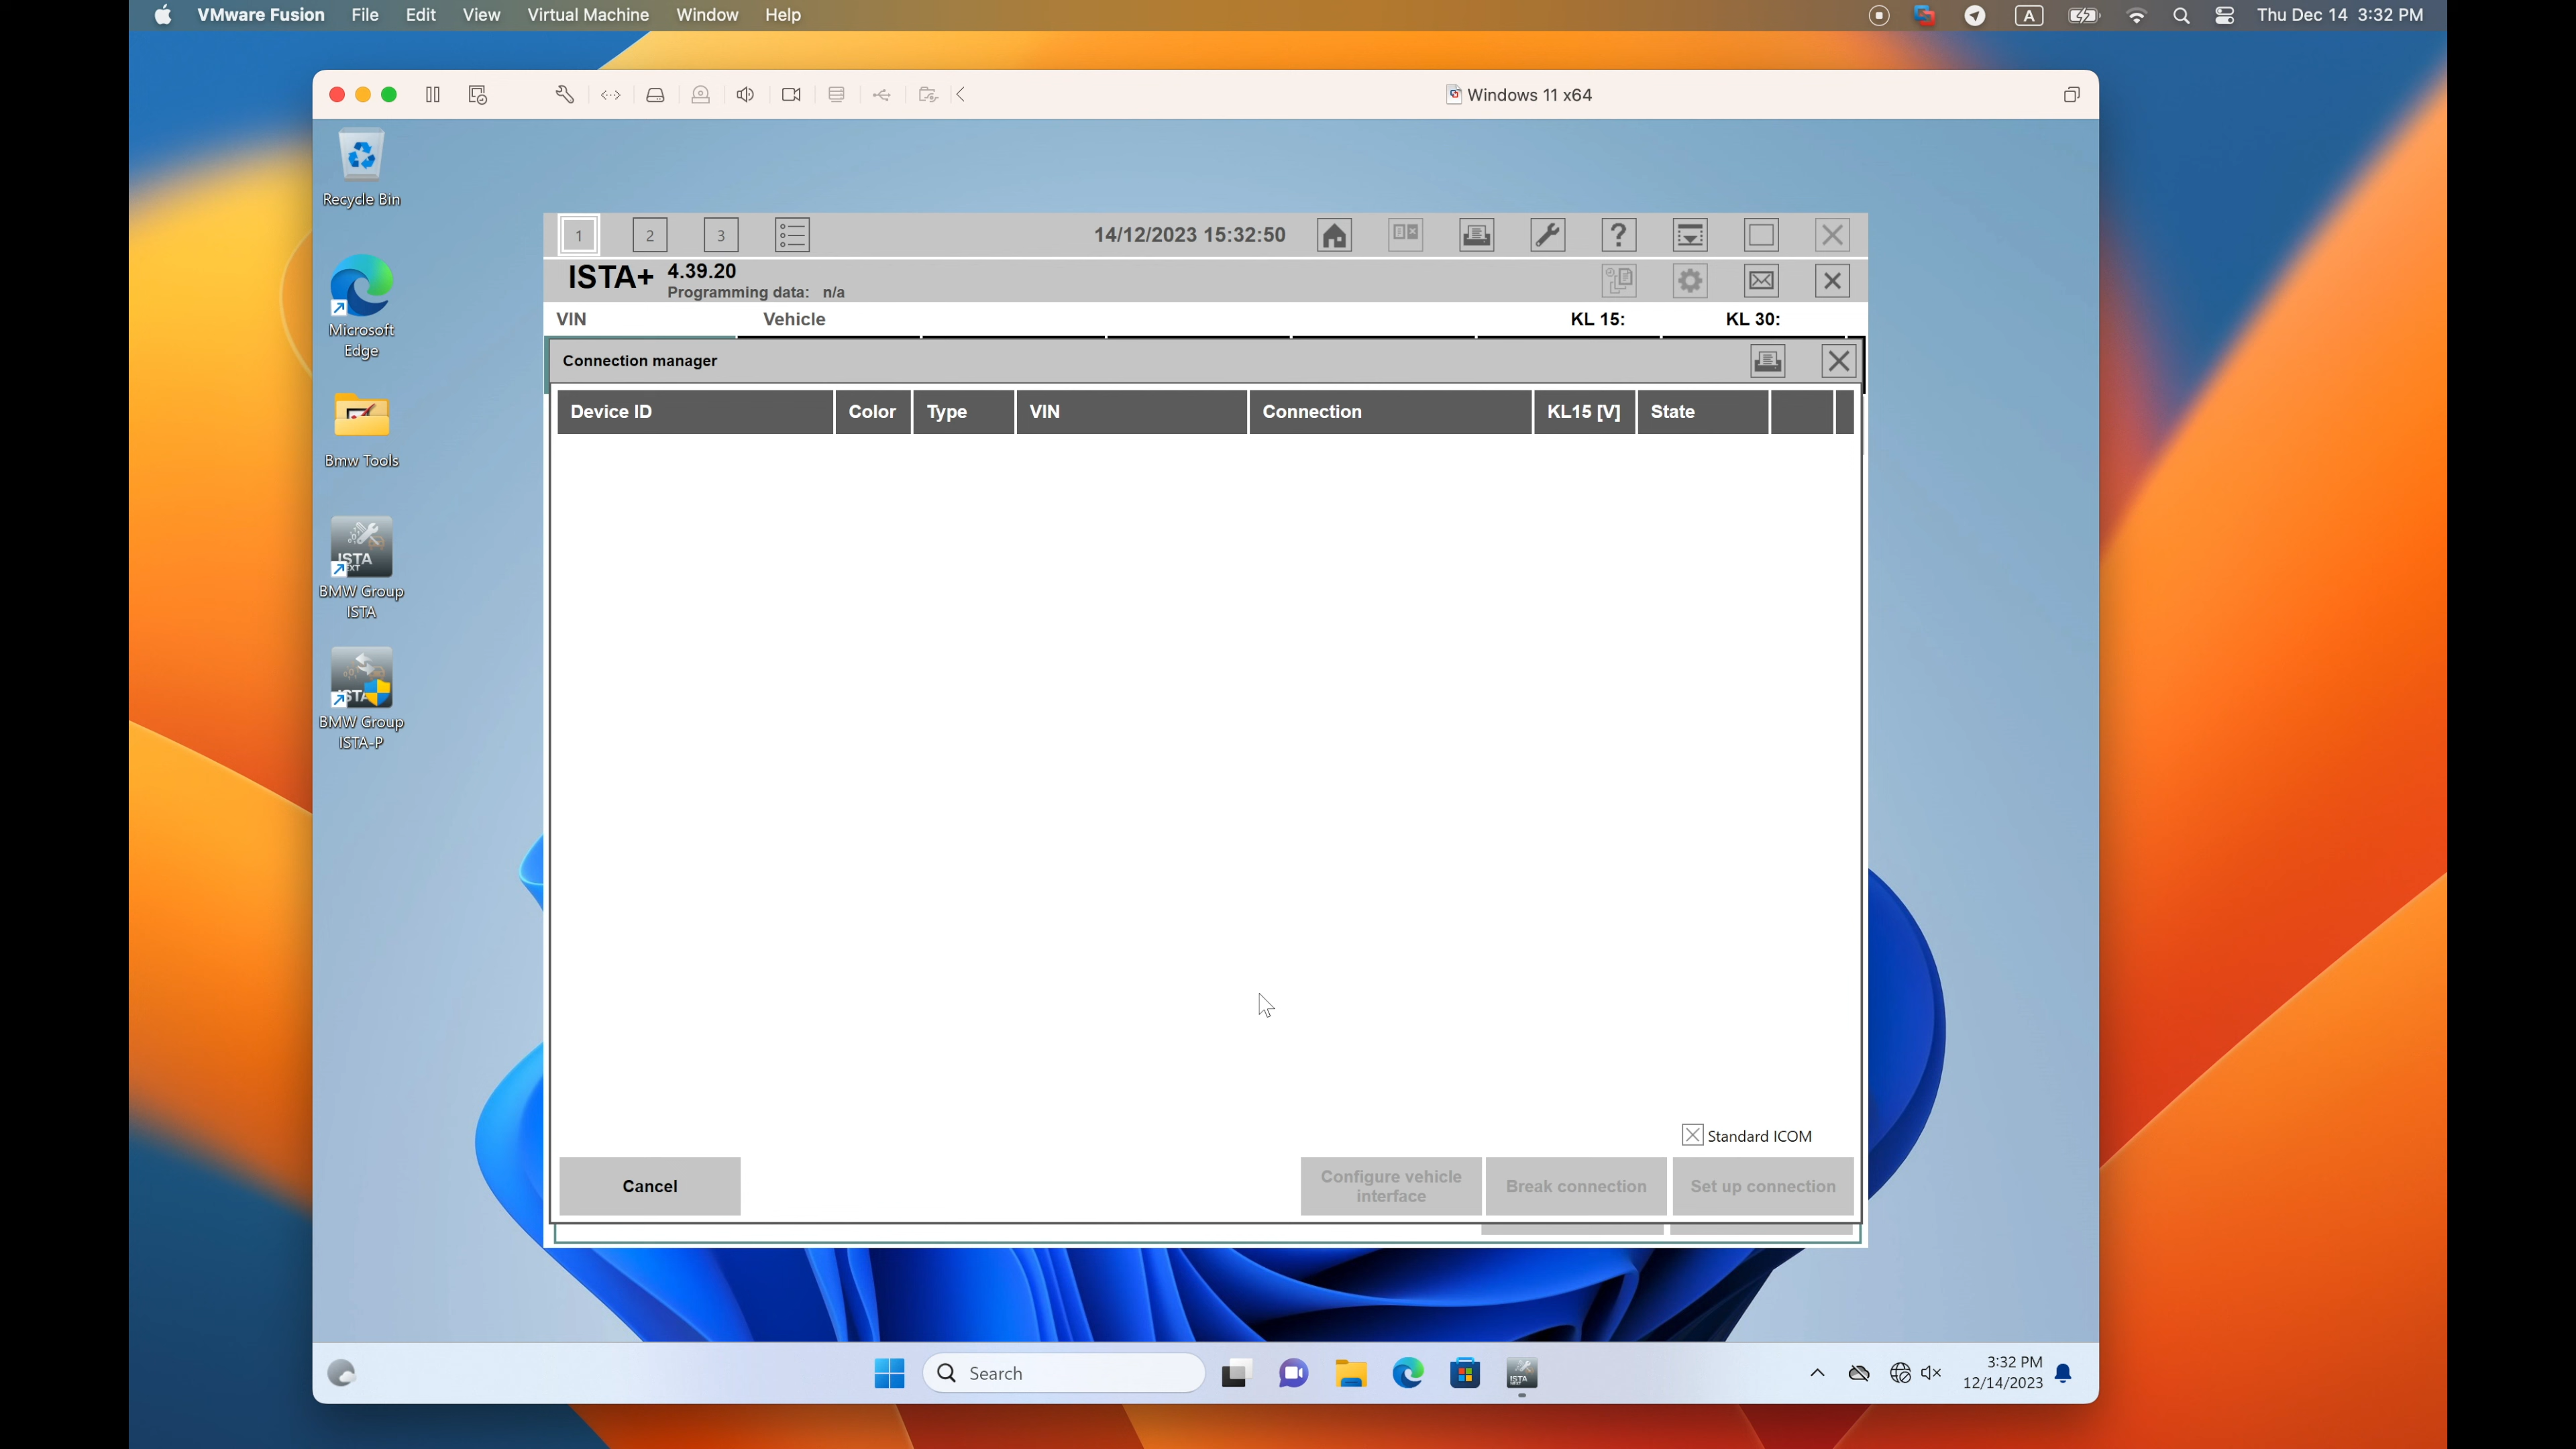 VMware Fusion File Edit View Virtual Machine Window Help A Thu Dec 14 3:32 PM
Windows 11 x64
Recycle Bin
Microsoft
Edge
Bmw Tools
ISTA
BMW Group
ISTA
BMW Group
ISTA-P
1 2 3 14/12/2023 15:32:50 ?
ISTA+ 4.39.20
Programming data: n/a
VIN Vehicle KL 15: KL 30:
Connection manager
Device ID Color Type VIN Connection KL15 [V] State
Standard ICOM
Cancel
Configure vehicle
interface
Break connection
Set up connection
Search
ISTA
3:32 PM
12/14/2023